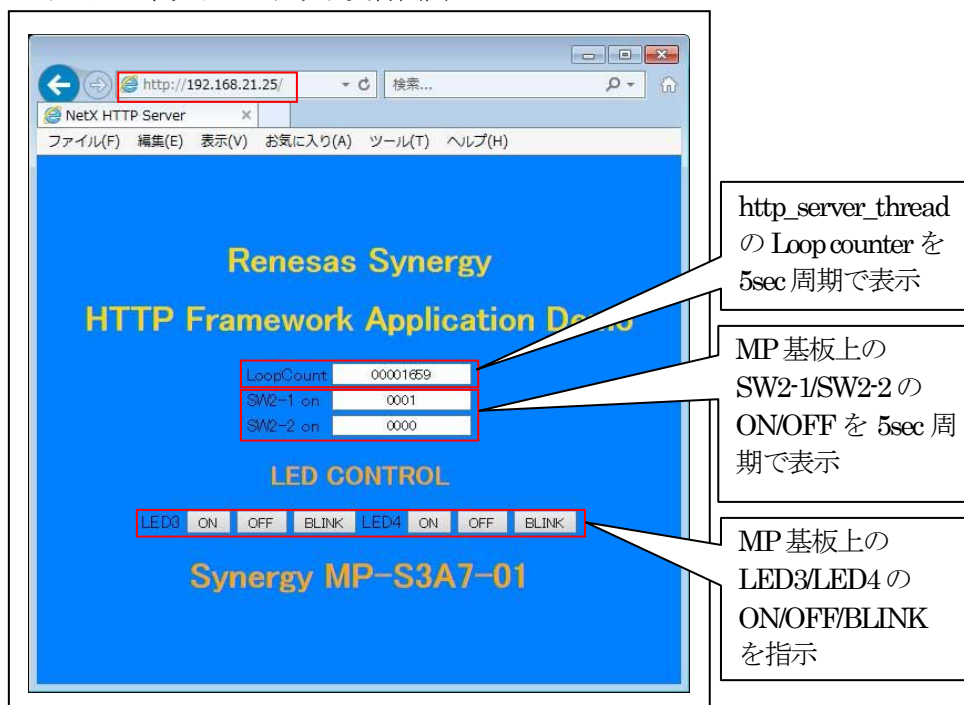 http://192.168.21.25/
検索...
NetX HTTP Server
ファイル(F) 編集(E) 表示(V) お気に入り(A) ツール(T) ヘルプ(H)
Renesas Synergy
HTTP Framework Application Demo
LoopCount 00001659
SW2-1 on 0001
SW2-2 on 0000
LED CONTROL
LED3 ON OFF BLINK LED4 ON OFF BLINK
Synergy MP-S3A7-01
http_server_thread
の Loop counter を
5sec 周期で表示
MP 基板上の
SW2-1/SW2-2 の
ON/OFF を 5sec 周
期で表示
MP 基板上の
LED3/LED4 の
ON/OFF/BLINK
を指示